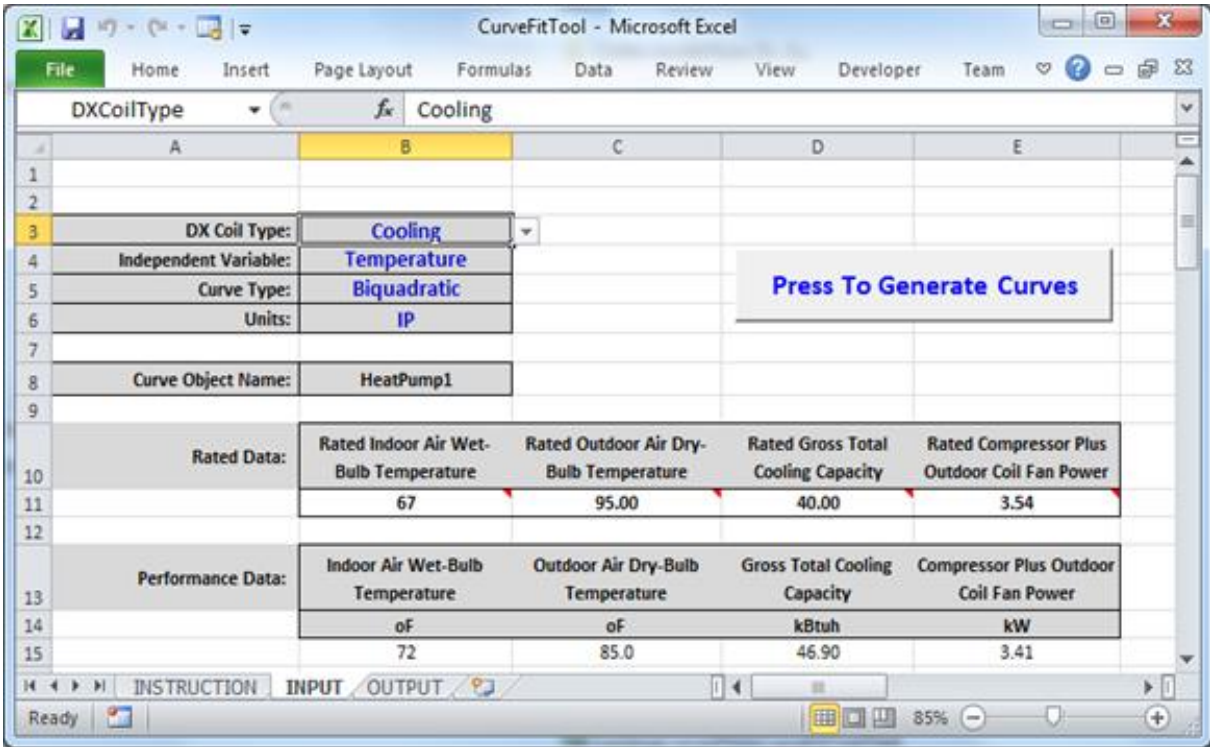 CurveFitTool - Microsoft Excel
File Home Insert Page Layout Formulas Data Review View Developer Team
DXCoilType fx Cooling
A B C D E
1
2
3 DX Coil Type: Cooling
4 Independent Variable: Temperature
5 Curve Type: Biquadratic Press To Generate Curves
6 Units: IP
7
8 Curve Object Name: HeatPump1
9
Rated Data: Rated Indoor Air Wet- Rated Outdoor Air Dry- Rated Gross Total Rated Compressor Plus
10 Bulb Temperature Bulb Temperature Cooling Capacity Outdoor Coil Fan Power
11 67 95.00 40.00 3.54
12
Performance Data: Indoor Air Wet-Bulb Outdoor Air Dry-Bulb Gross Total Cooling Compressor Plus Outdoor
13 Temperature Temperature Capacity Coil Fan Power
14 oF oF kBtuh kW
15 72 85.0 46.90 3.41
INSTRUCTION INPUT OUTPUT
Ready 85%